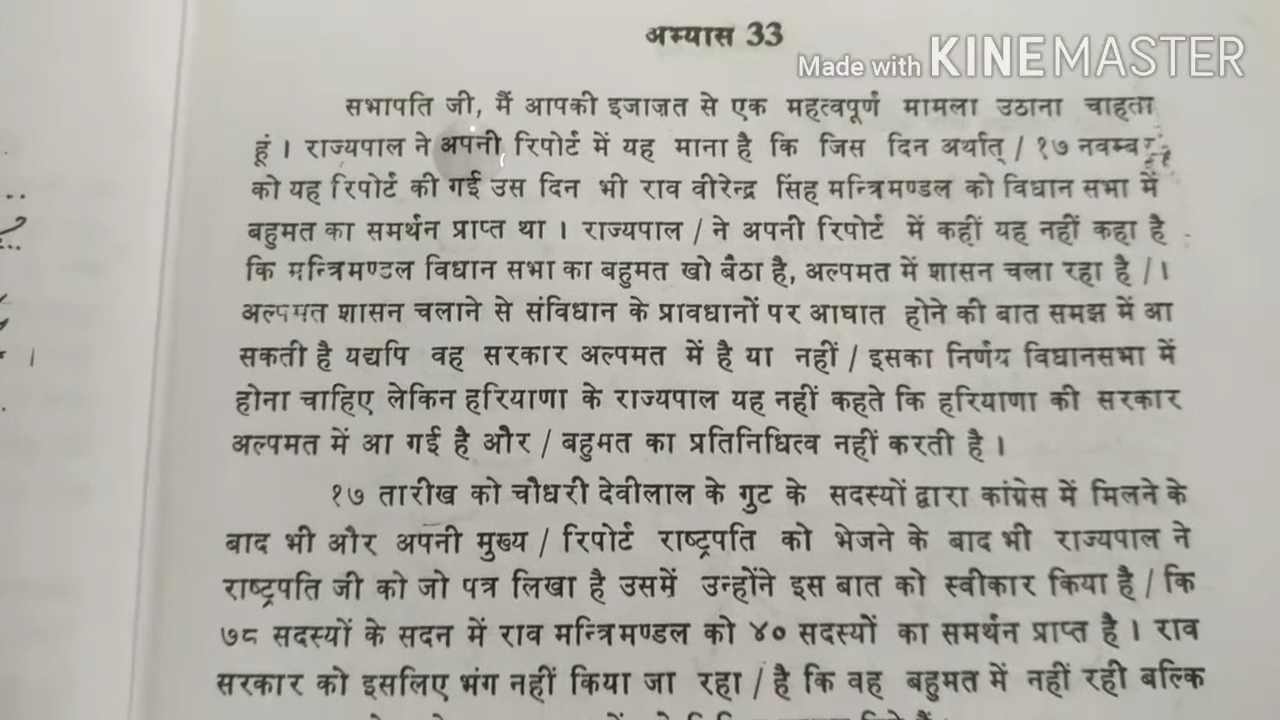 अभ्यास 33
Made with KINEMASTER
सभापति जी, मैं आपकी इजाज़त से एक महत्वपूर्ण मामला उठाना चाहता
हूं । राज्यपाल ने अपनी रिपोर्ट में यह माना है कि जिस दिन अर्थात् / १७ नवम्बर
को यह रिपोर्ट की गई उस दिन भी राव वीरेन्द्र सिंह मन्त्रिमण्डल को विधान सभा में
बहुमत का समर्थन प्राप्त था । राज्यपाल / ने अपनी रिपोर्ट में कहीं यह नहीं कहा है
कि मन्त्रिमण्डल विधान सभा का बहुमत खो बैठा है, अल्पमत में शासन चला रहा है / ।
अल्पमत शासन चलाने से संविधान के प्रावधानों पर आघात होने की बात समझ में आ
सकती है यद्यपि वह सरकार अल्पमत में है या नहीं / इसका निर्णय विधानसभा में
होना चाहिए लेकिन हरियाणा के राज्यपाल यह नहीं कहते कि हरियाणा की सरकार
अल्पमत में आ गई है और / बहुमत का प्रतिनिधित्व नहीं करती है ।
१७ तारीख को चौधरी देवीलाल के गुट के सदस्यों द्वारा कांग्रेस में मिलने के
बाद भी और अपनी मुख्य / रिपोर्ट राष्ट्रपति को भेजने के बाद भी राज्यपाल ने
राष्ट्रपति जी को जो पत्र लिखा है उसमें उन्होंने इस बात को स्वीकार किया है / कि
७८ सदस्यों के सदन में राव मन्त्रिमण्डल को ४० सदस्यों का समर्थन प्राप्त है । राव
सरकार को इसलिए भंग नहीं किया जा रहा / है कि वह बहुमत में नहीं रही बल्कि